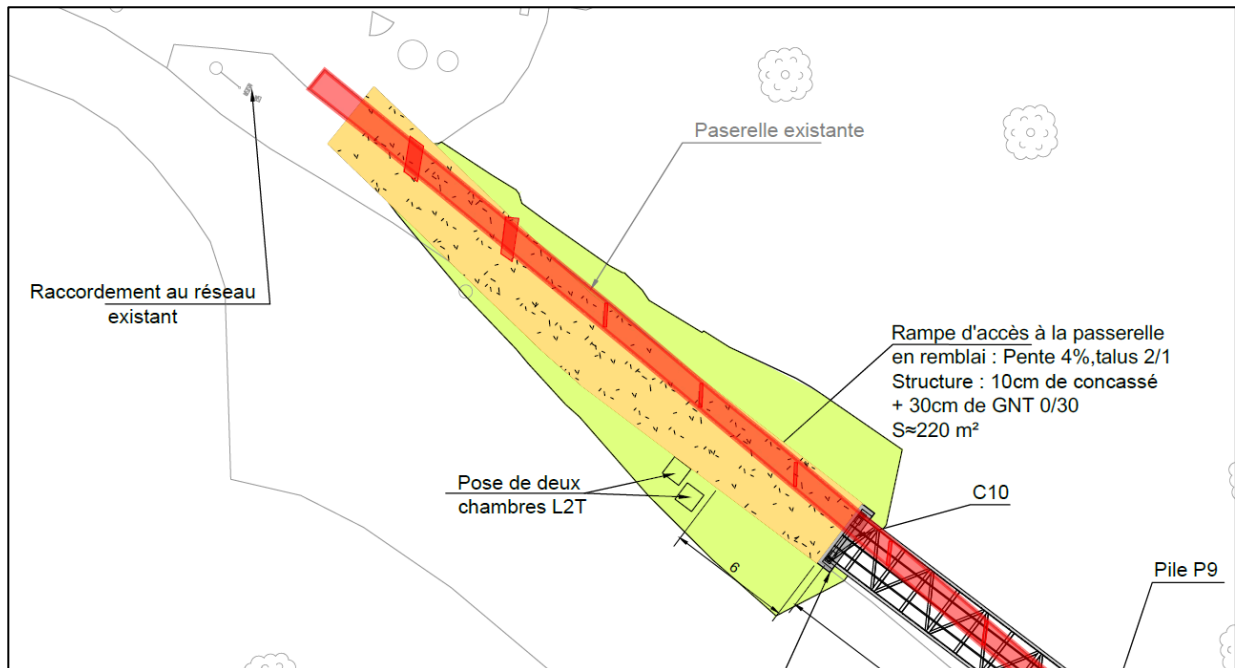 Paserelle existante
Raccordement au réseau
existant
Rampe d'accès à la passerelle
en remblai : Pente 4%,talus 2/1
Structure : 10cm de concassé
+ 30cm de GNT 0/30
S≈220 m²
Pose de deux
chambres L2T
C10
6
Pile P9